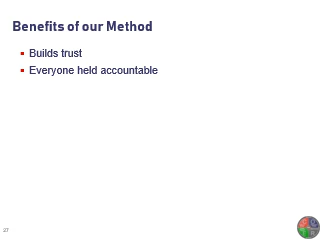 Benefits of our Method
Builds trust
Everyone held accountable
27